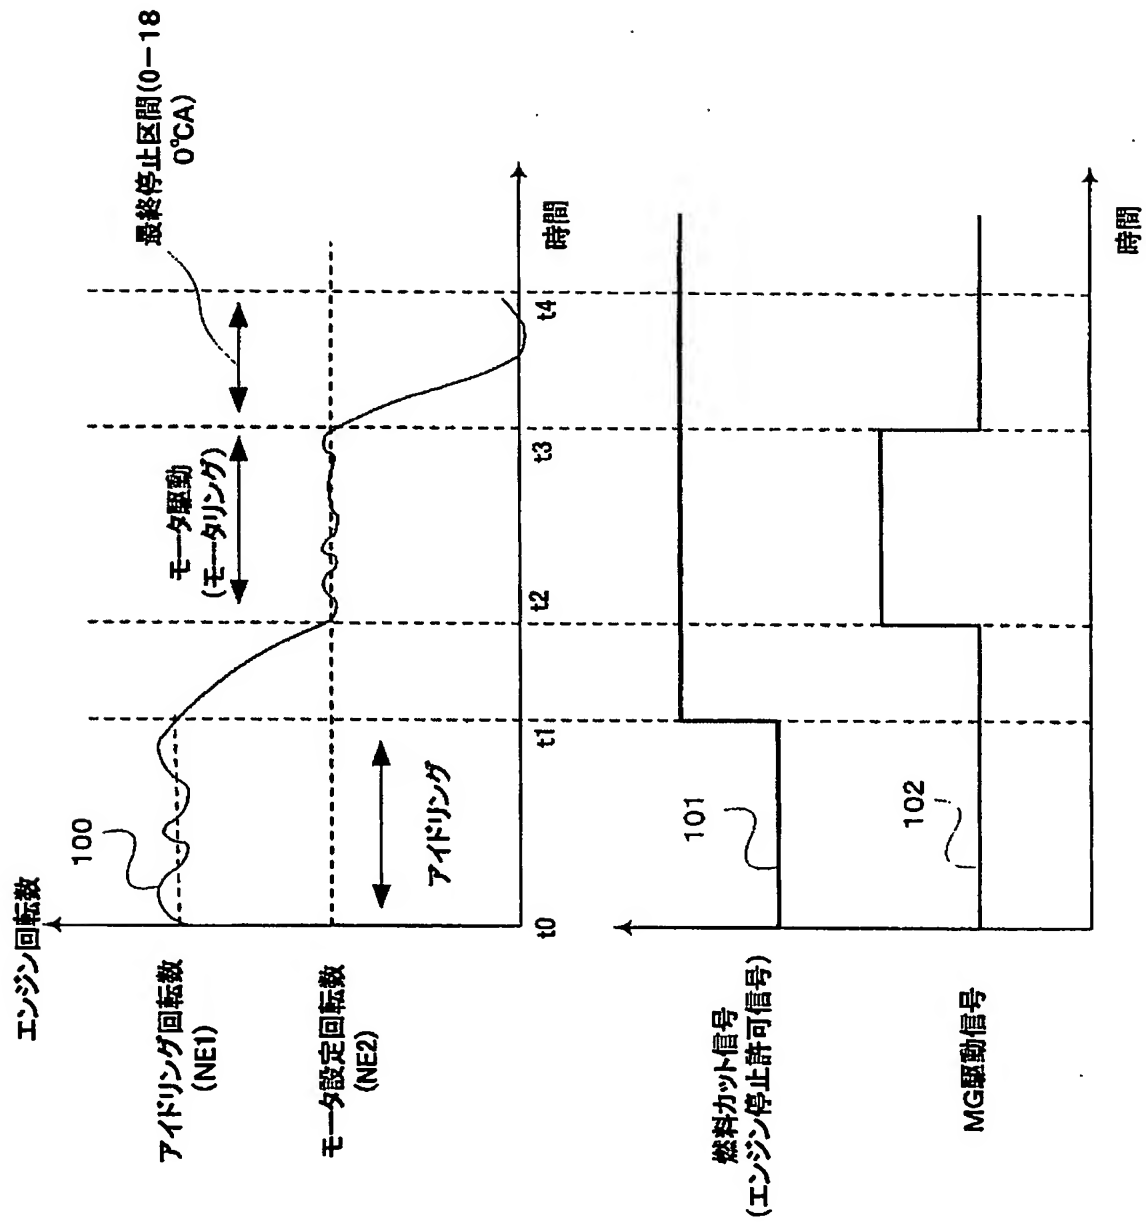 エンジン回転数
アイドリング回転数
(NE1)
モータ設定回転数
(NE2)
100
アイドリング
モータ駆動
(モータリング)
最終停止区間(0ー18
0°CA)
t0
t1
t2
t3
t4
時間
燃料カット信号
(エンジン停止許可信号)
101
MG駆動信号
102
時間